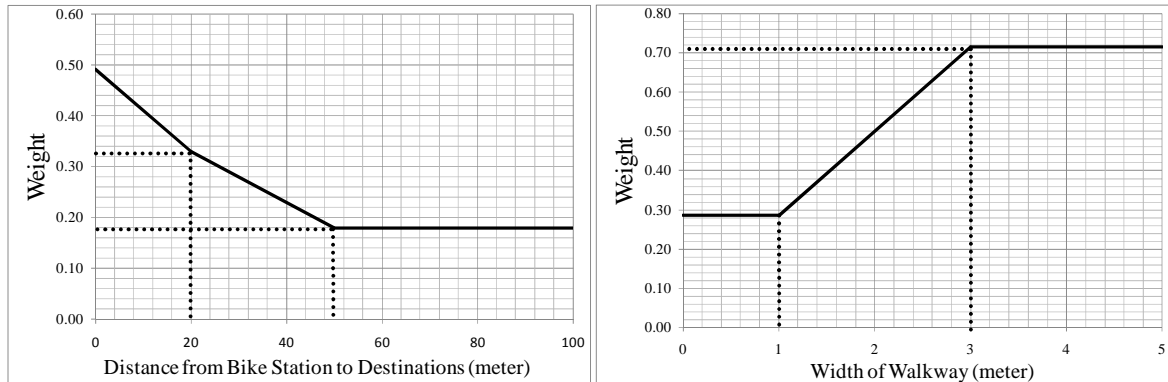 0.60
0.50
0.40
0.30
0.20
0.10
0.00
Weight
0 20 40 60 80 100
Distance from Bike Station to Destinations (meter)
0.80
0.70
0.60
0.50
0.40
0.30
0.20
0.10
0.00
Weight
0 1 2 3 4 5
Width of Walkway (meter)